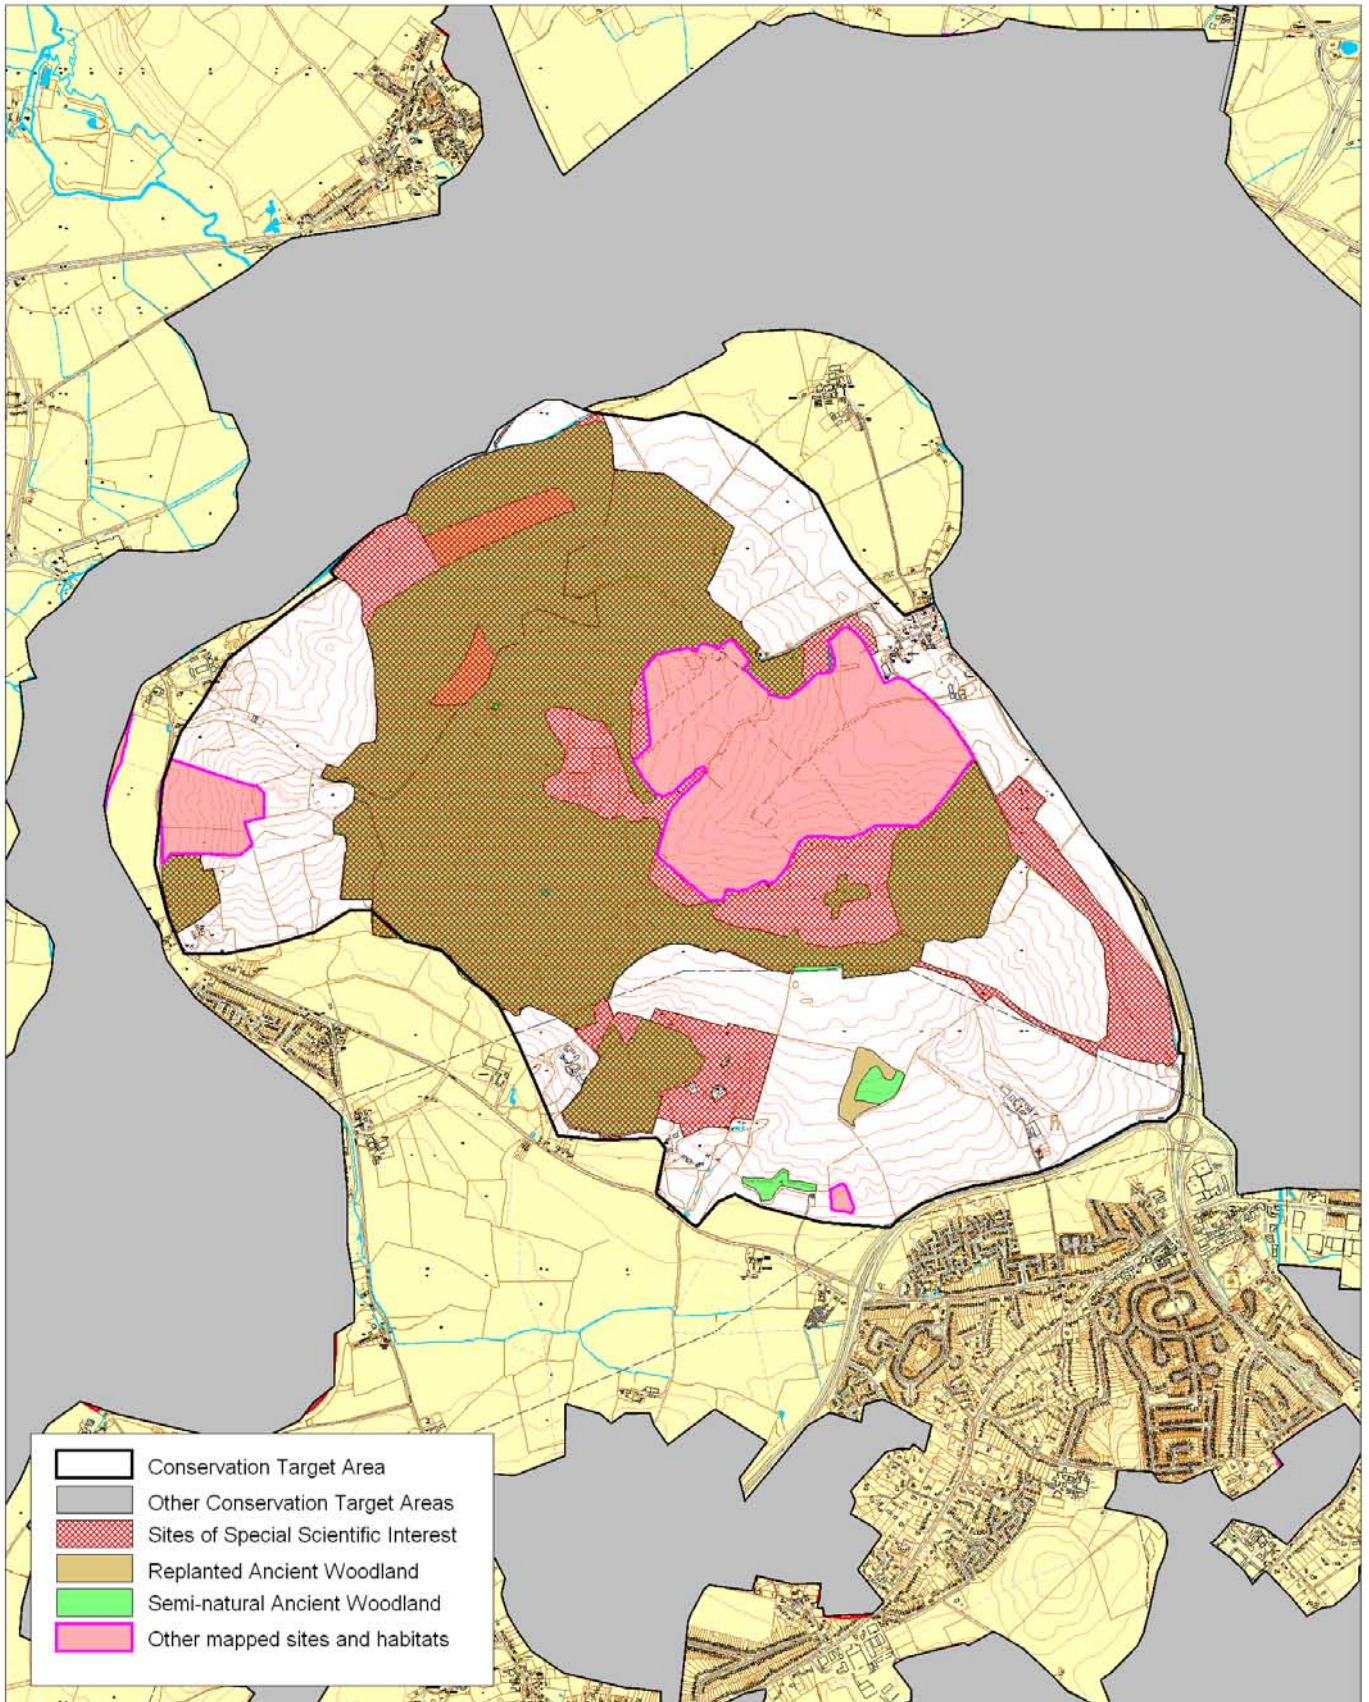 Conservation Target Area
Other Conservation Target Areas
Sites of Special Scientific Interest
Replanted Ancient Woodland
Semi-natural Ancient Woodland
Other mapped sites and habitats